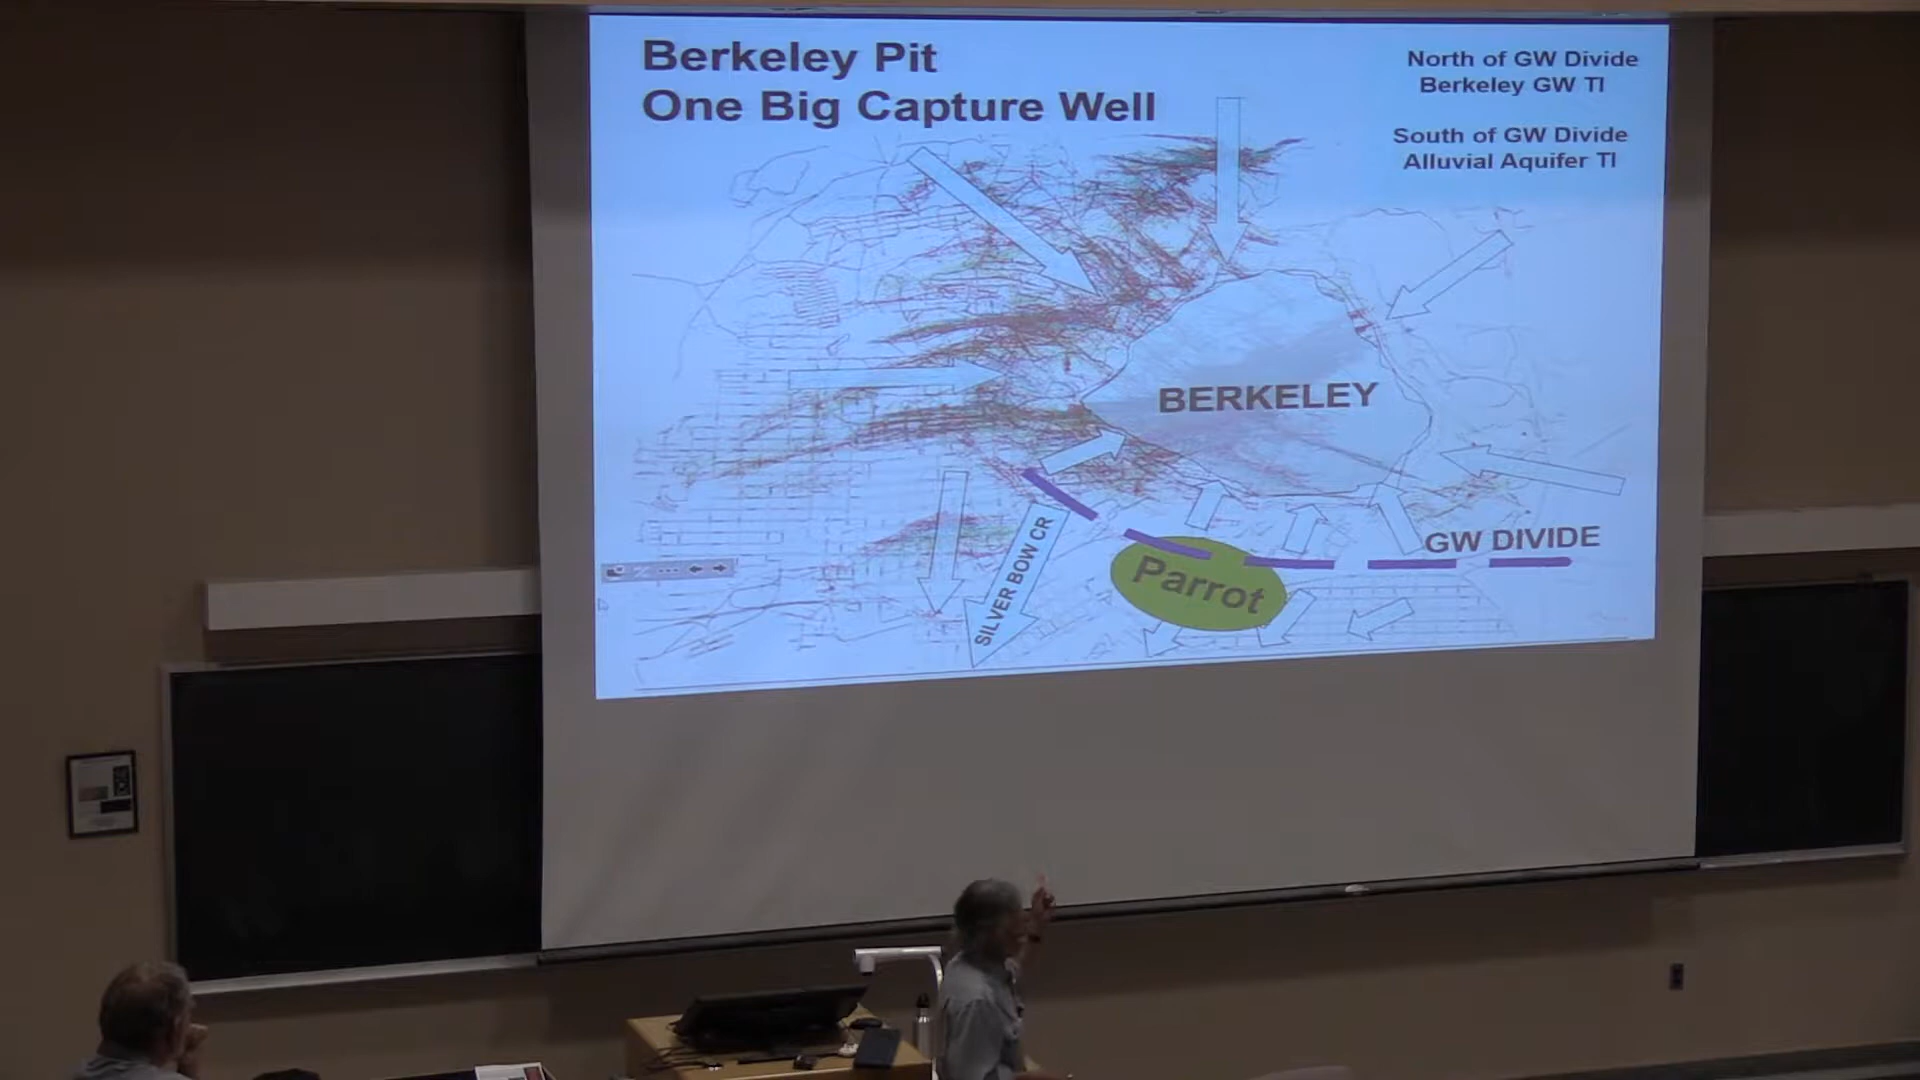 Berkeley Pit
One Big Capture Well
North of GW Divide
Berkeley GW TI
South of GW Divide
Alluvial Aquifer TI
BERKELEY
GW DIVIDE
SILVER BOW CR
Parrot